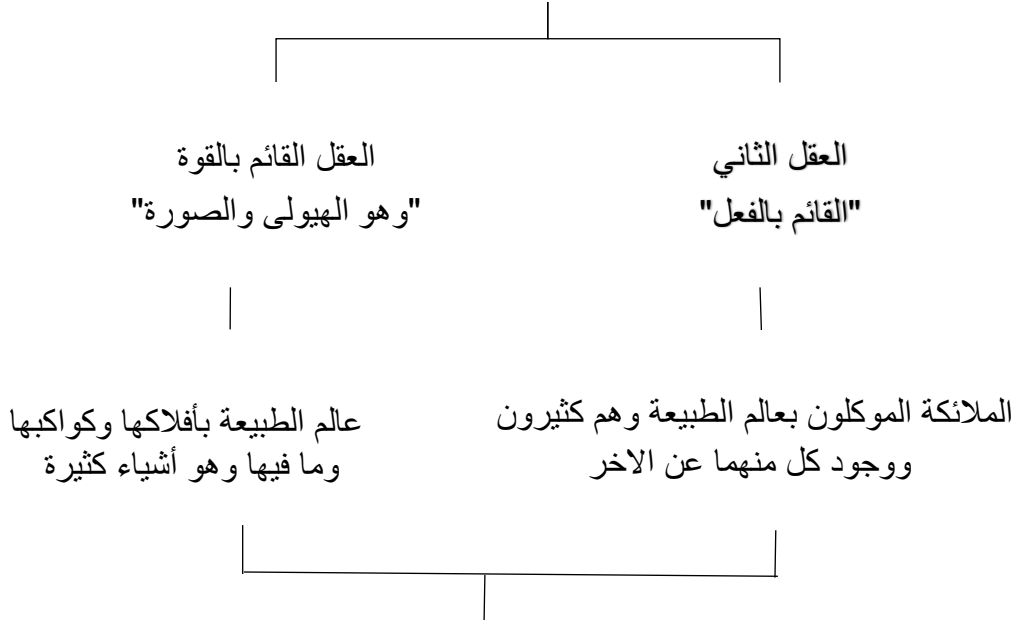 العقل الثاني
"القائم بالفعل"
العقل القائم بالقوة
"وهو الهيولى والصورة"
الملائكة الموكلون بعالم الطبيعة وهم كثيرون
ووجود كل منهما عن الاخر
عالم الطبيعة بأفلاكها وكواكبها
وما فيها وهو أشياء كثيرة